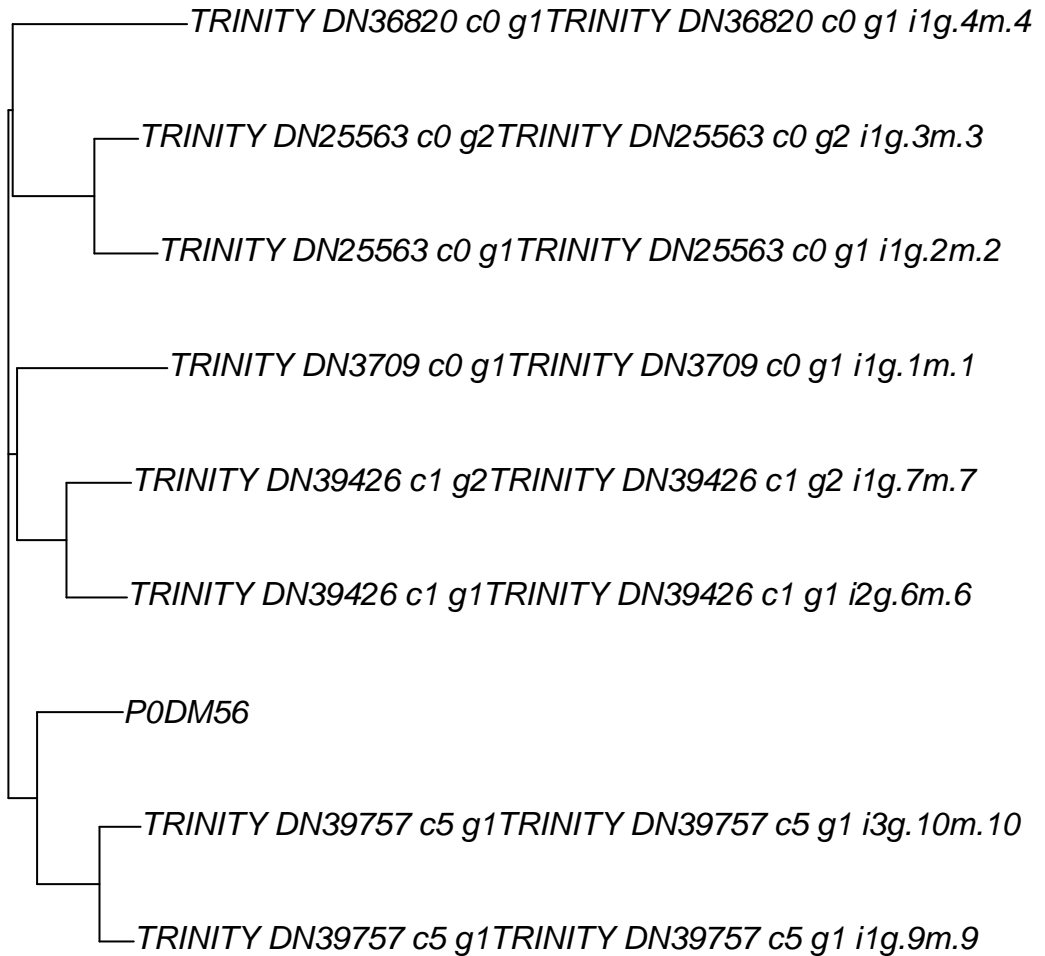 TRINITY DN36820 c0 g1TRINITY DN36820 c0 g1 i1g.4m.4
TRINITY DN25563 c0 g2TRINITY DN25563 c0 g2 i1g.3m.3
TRINITY DN25563 c0 g1TRINITY DN25563 c0 g1 i1g.2m.2
TRINITY DN3709 c0 g1TRINITY DN3709 c0 g1 i1g.1m.1
TRINITY DN39426 c1 g2TRINITY DN39426 c1 g2 i1g.7m.7
TRINITY DN39426 c1 g1TRINITY DN39426 c1 g1 i2g.6m.6
P0DM56
TRINITY DN39757 c5 g1TRINITY DN39757 c5 g1 i3g.10m.10
TRINITY DN39757 c5 g1TRINITY DN39757 c5 g1 i1g.9m.9